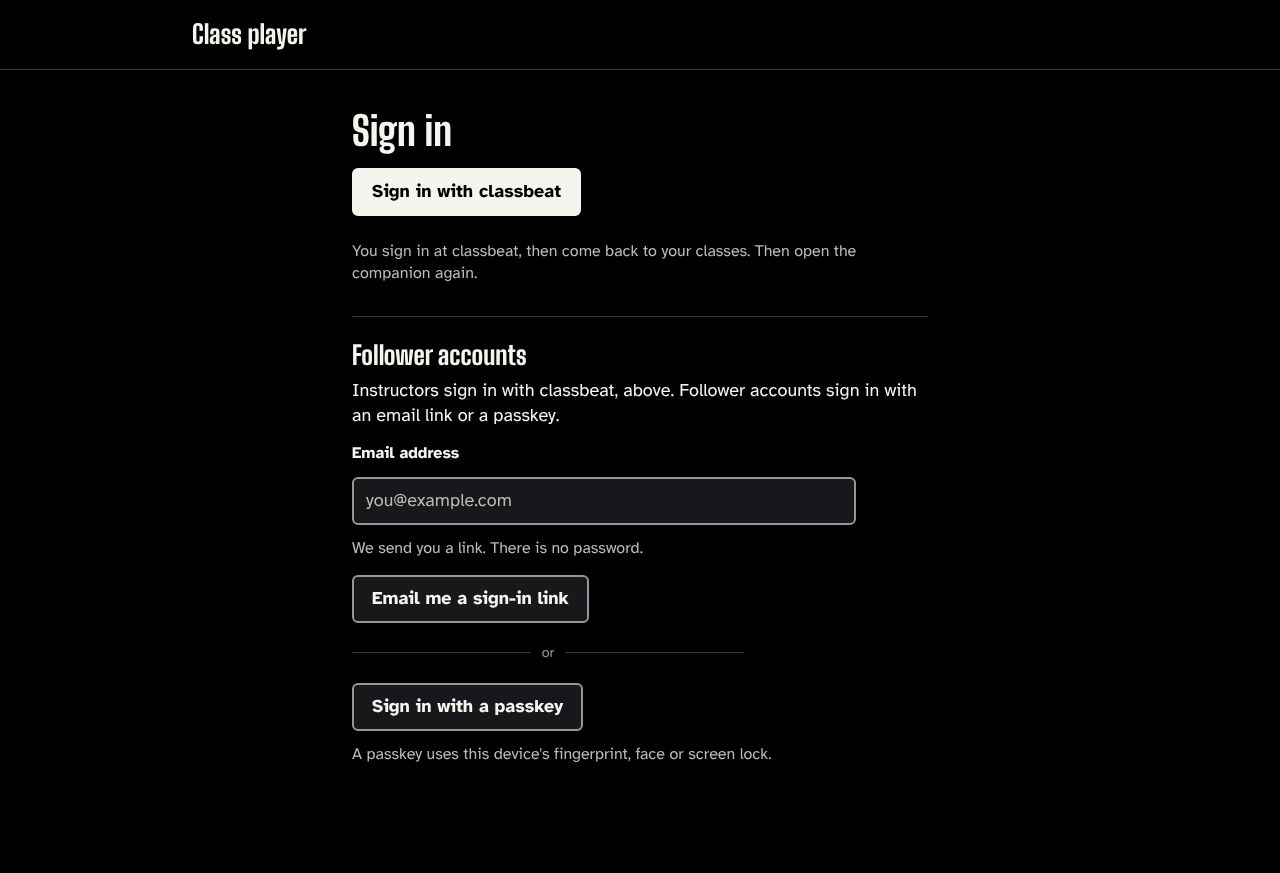 Class player
Sign in
Sign in with classbeat
You sign in at classbeat, then come back to your classes. Then open the
companion again.
Follower accounts
Instructors sign in with classbeat, above. Follower accounts sign in with
an email link or a passkey.
Email address
you@example.com
We send you a link. There is no password.
Email me a sign-in link
or
Sign in with a passkey
A passkey uses this device's fingerprint, face or screen lock.